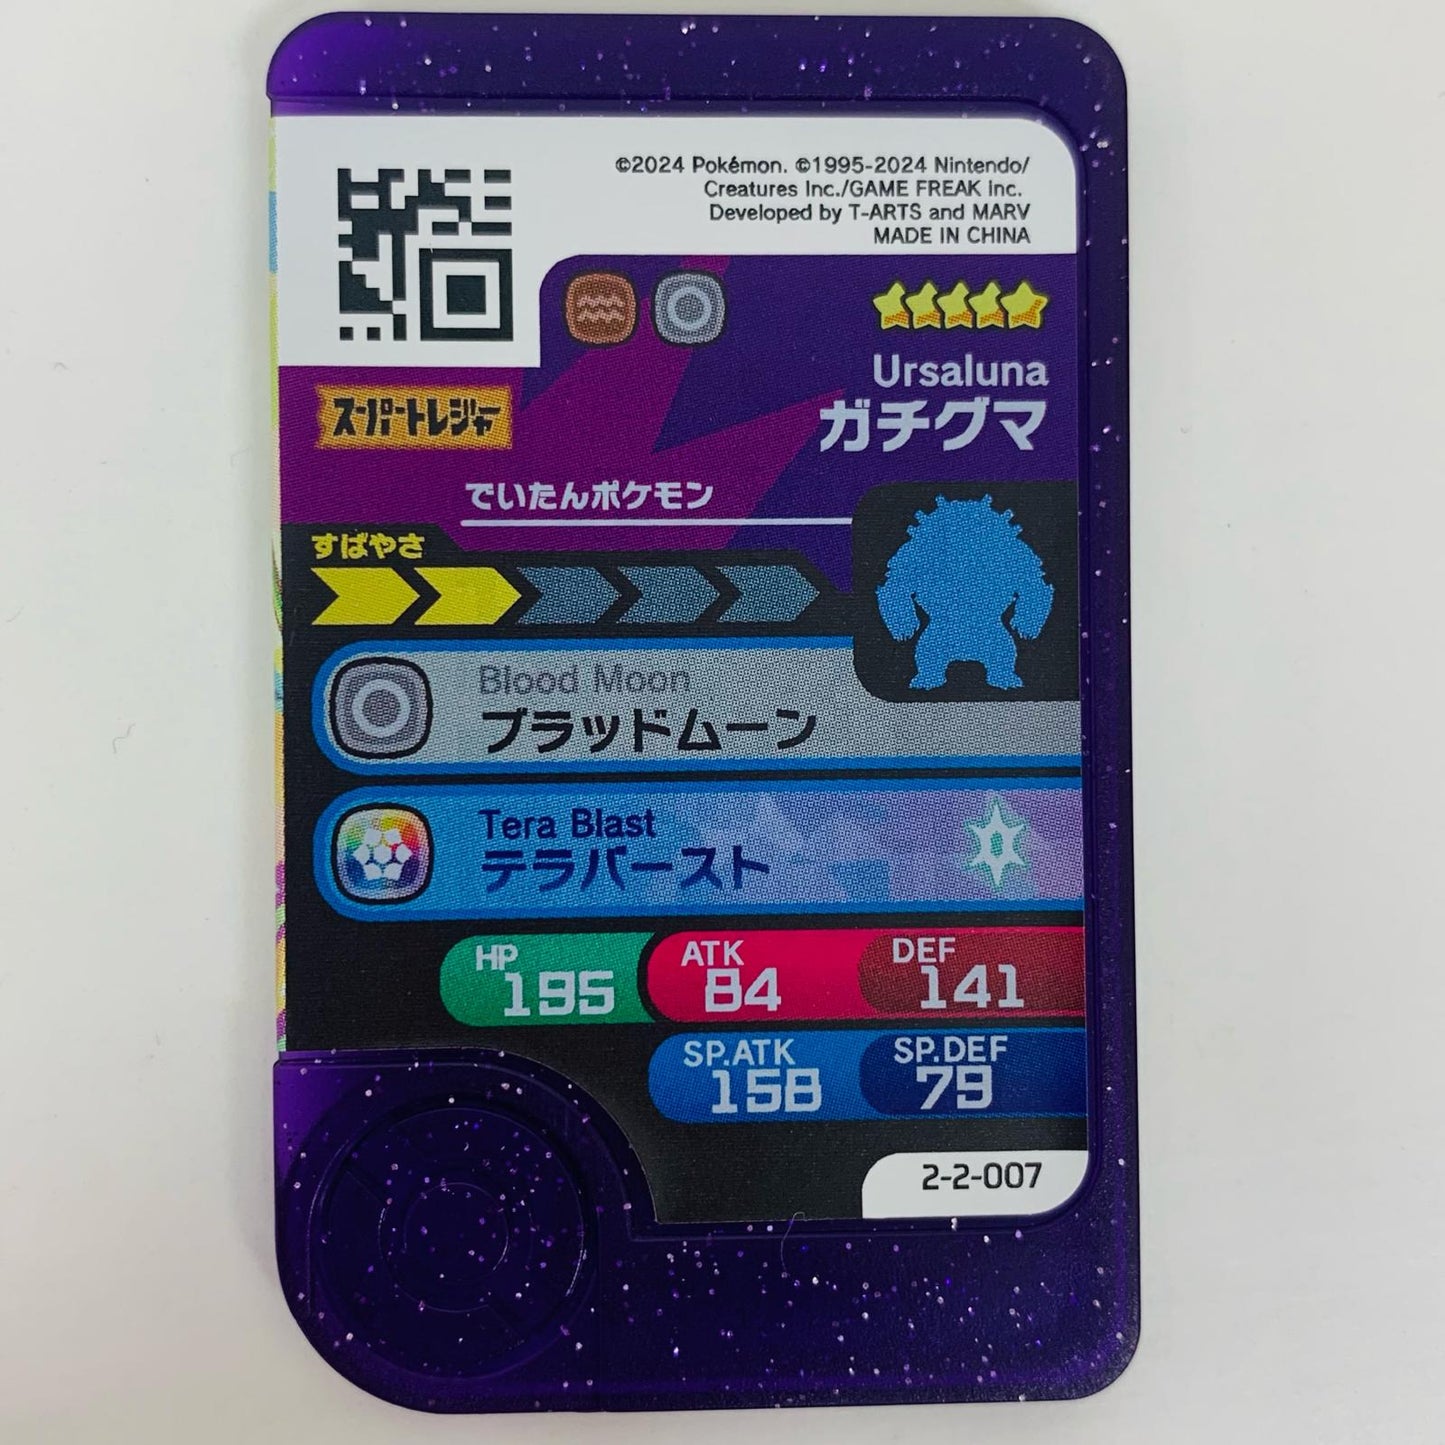 ©2024 Pokémon. ©1995-2024 Nintendo/
Creatures Inc./GAME FREAK inc.
Developed by T-ARTS and MARV
MADE IN CHINA
Ursaluna
スーパートレジャー
ガチグマ
でいたんポケモン
すばやさ
Blood Moon
ブラッドムーン
Tera Blast
テラバースト
HP 195
ATK 84
DEF 141
SP.ATK 158
SP.DEF 79
2-2-007